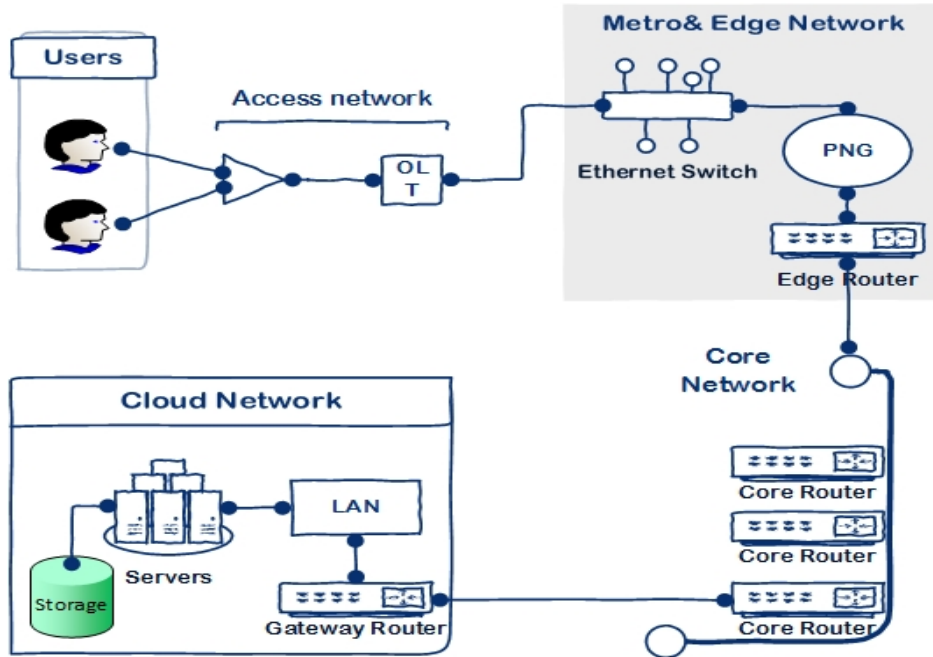 Metro& Edge Network
Users
Access network
OL
T
Ethernet Switch
PNG
Edge Router
Core
Network
Cloud Network
Core Router
Core Router
Core Router
LAN
Servers
Storage
Gateway Router